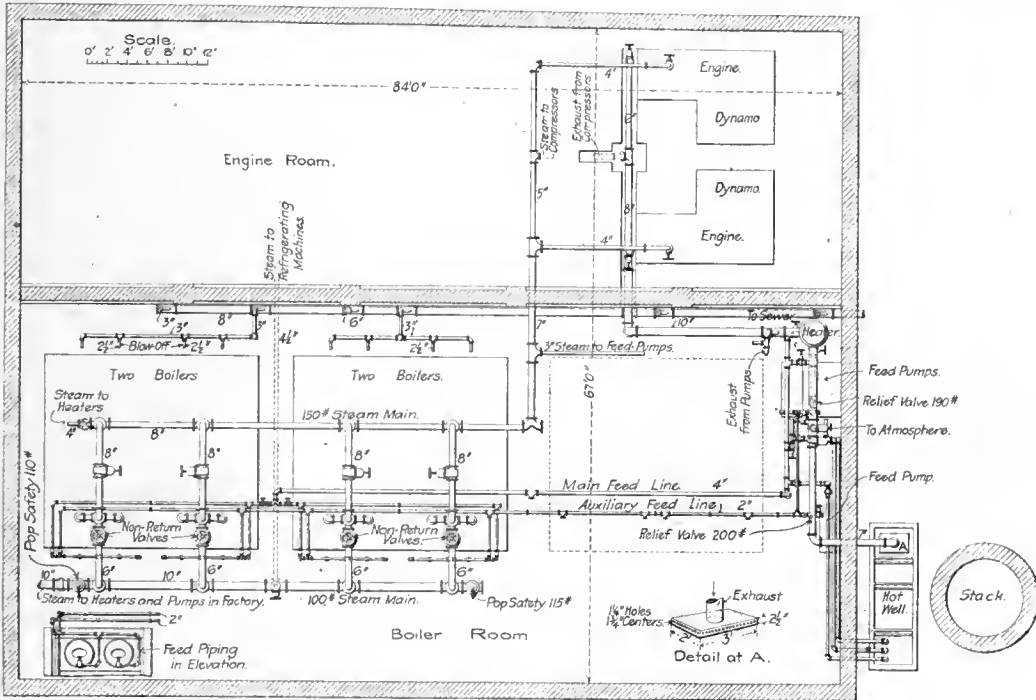 Scale.
0' 2' 4' 6' 8' 10' 12'
84'0"
Engine Room.
Steam to
Refrigerating
Machines.
Steam to
Compressors
Exhaust from
Compressors
4"
6"
5"
8"
4"
Engine.
Dynamo
Dynamo.
Engine.
3"
3"
8"
3"
6"
3"
2½"
Blow-Off
2½"
2½"
4½"
7"
10"
To Sewer
Heater
3" Steam to Feed Pumps.
67'0"
Exhaust
from Pumps
Feed Pumps.
Relief Valve 190#
To Atmosphere.
Feed Pump.
Two Boilers
Two Boilers.
Steam to
Heaters
4"
8"
150# Steam Main.
8"
8"
8"
8"
Pop Safety 110#
Main Feed Line
4"
Auxiliary Feed Line
2"
Non-Return
Valves
Non-Return
Valves
Relief Valve 200#
7"
A
6"
6"
6"
6"
10"
10"
Steam to Heaters and Pumps in Factory.
100# Steam Main.
Pop Safety 115#
2"
Feed Piping
in Elevation.
Boiler Room
Exhaust
1¾" Centers.
2'
3'
2½"
Detail at A.
Hot
Well.
Stack.